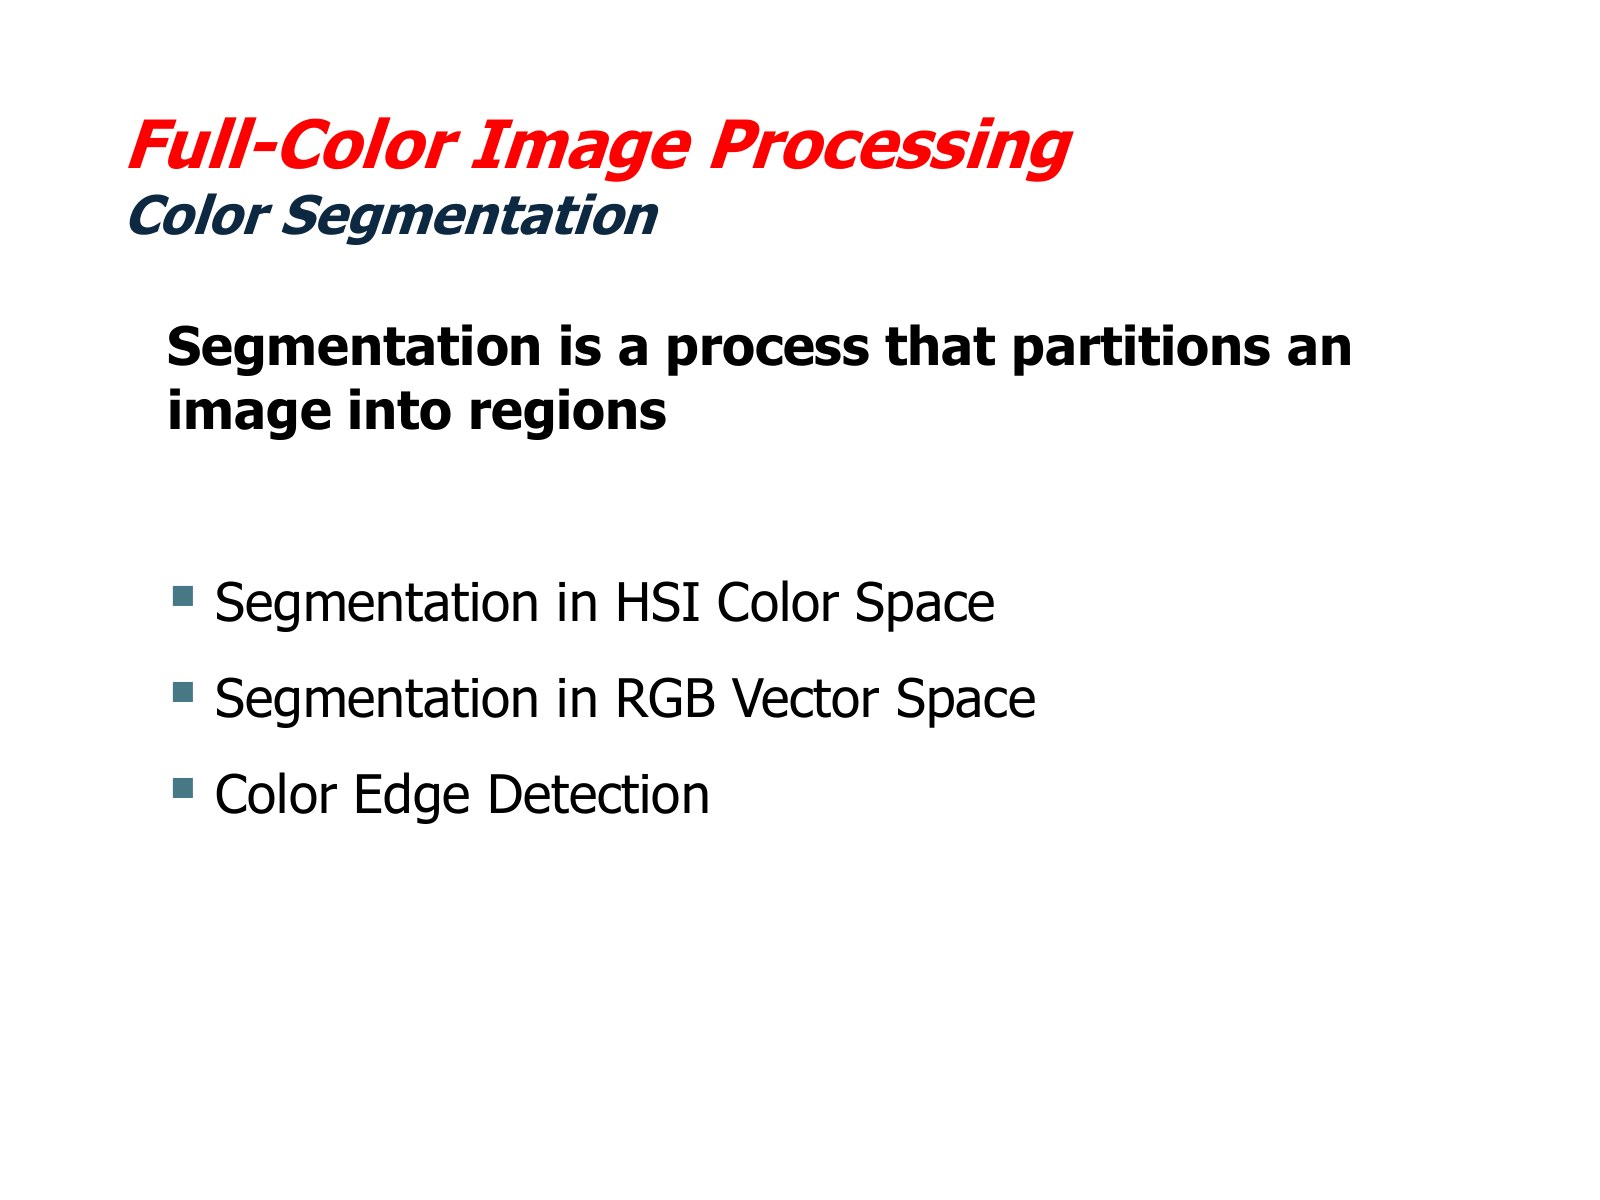 Full-Color Image Processing
Color Segmentation
Segmentation is a process that partitions an
image into regions
Segmentation in HSI Color Space
Segmentation in RGB Vector Space
Color Edge Detection